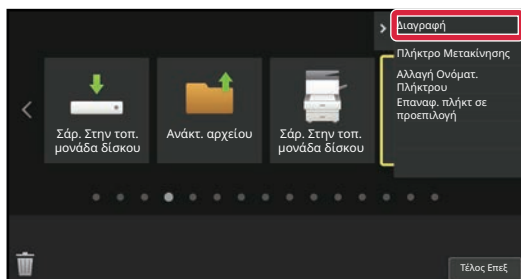 Διαγραφή
Πλήκτρο Μετακίνησης
Αλλαγή Ονόματ.
Πλήκτρου
Επαναφ. πλήκτ σε
προεπιλογή
Σάρ. Στην τοπ.
μονάδα δίσκου
Ανάκτ. αρχείου
Σάρ. Στην τοπ.
μονάδα δίσκου
Τέλος Επεξ